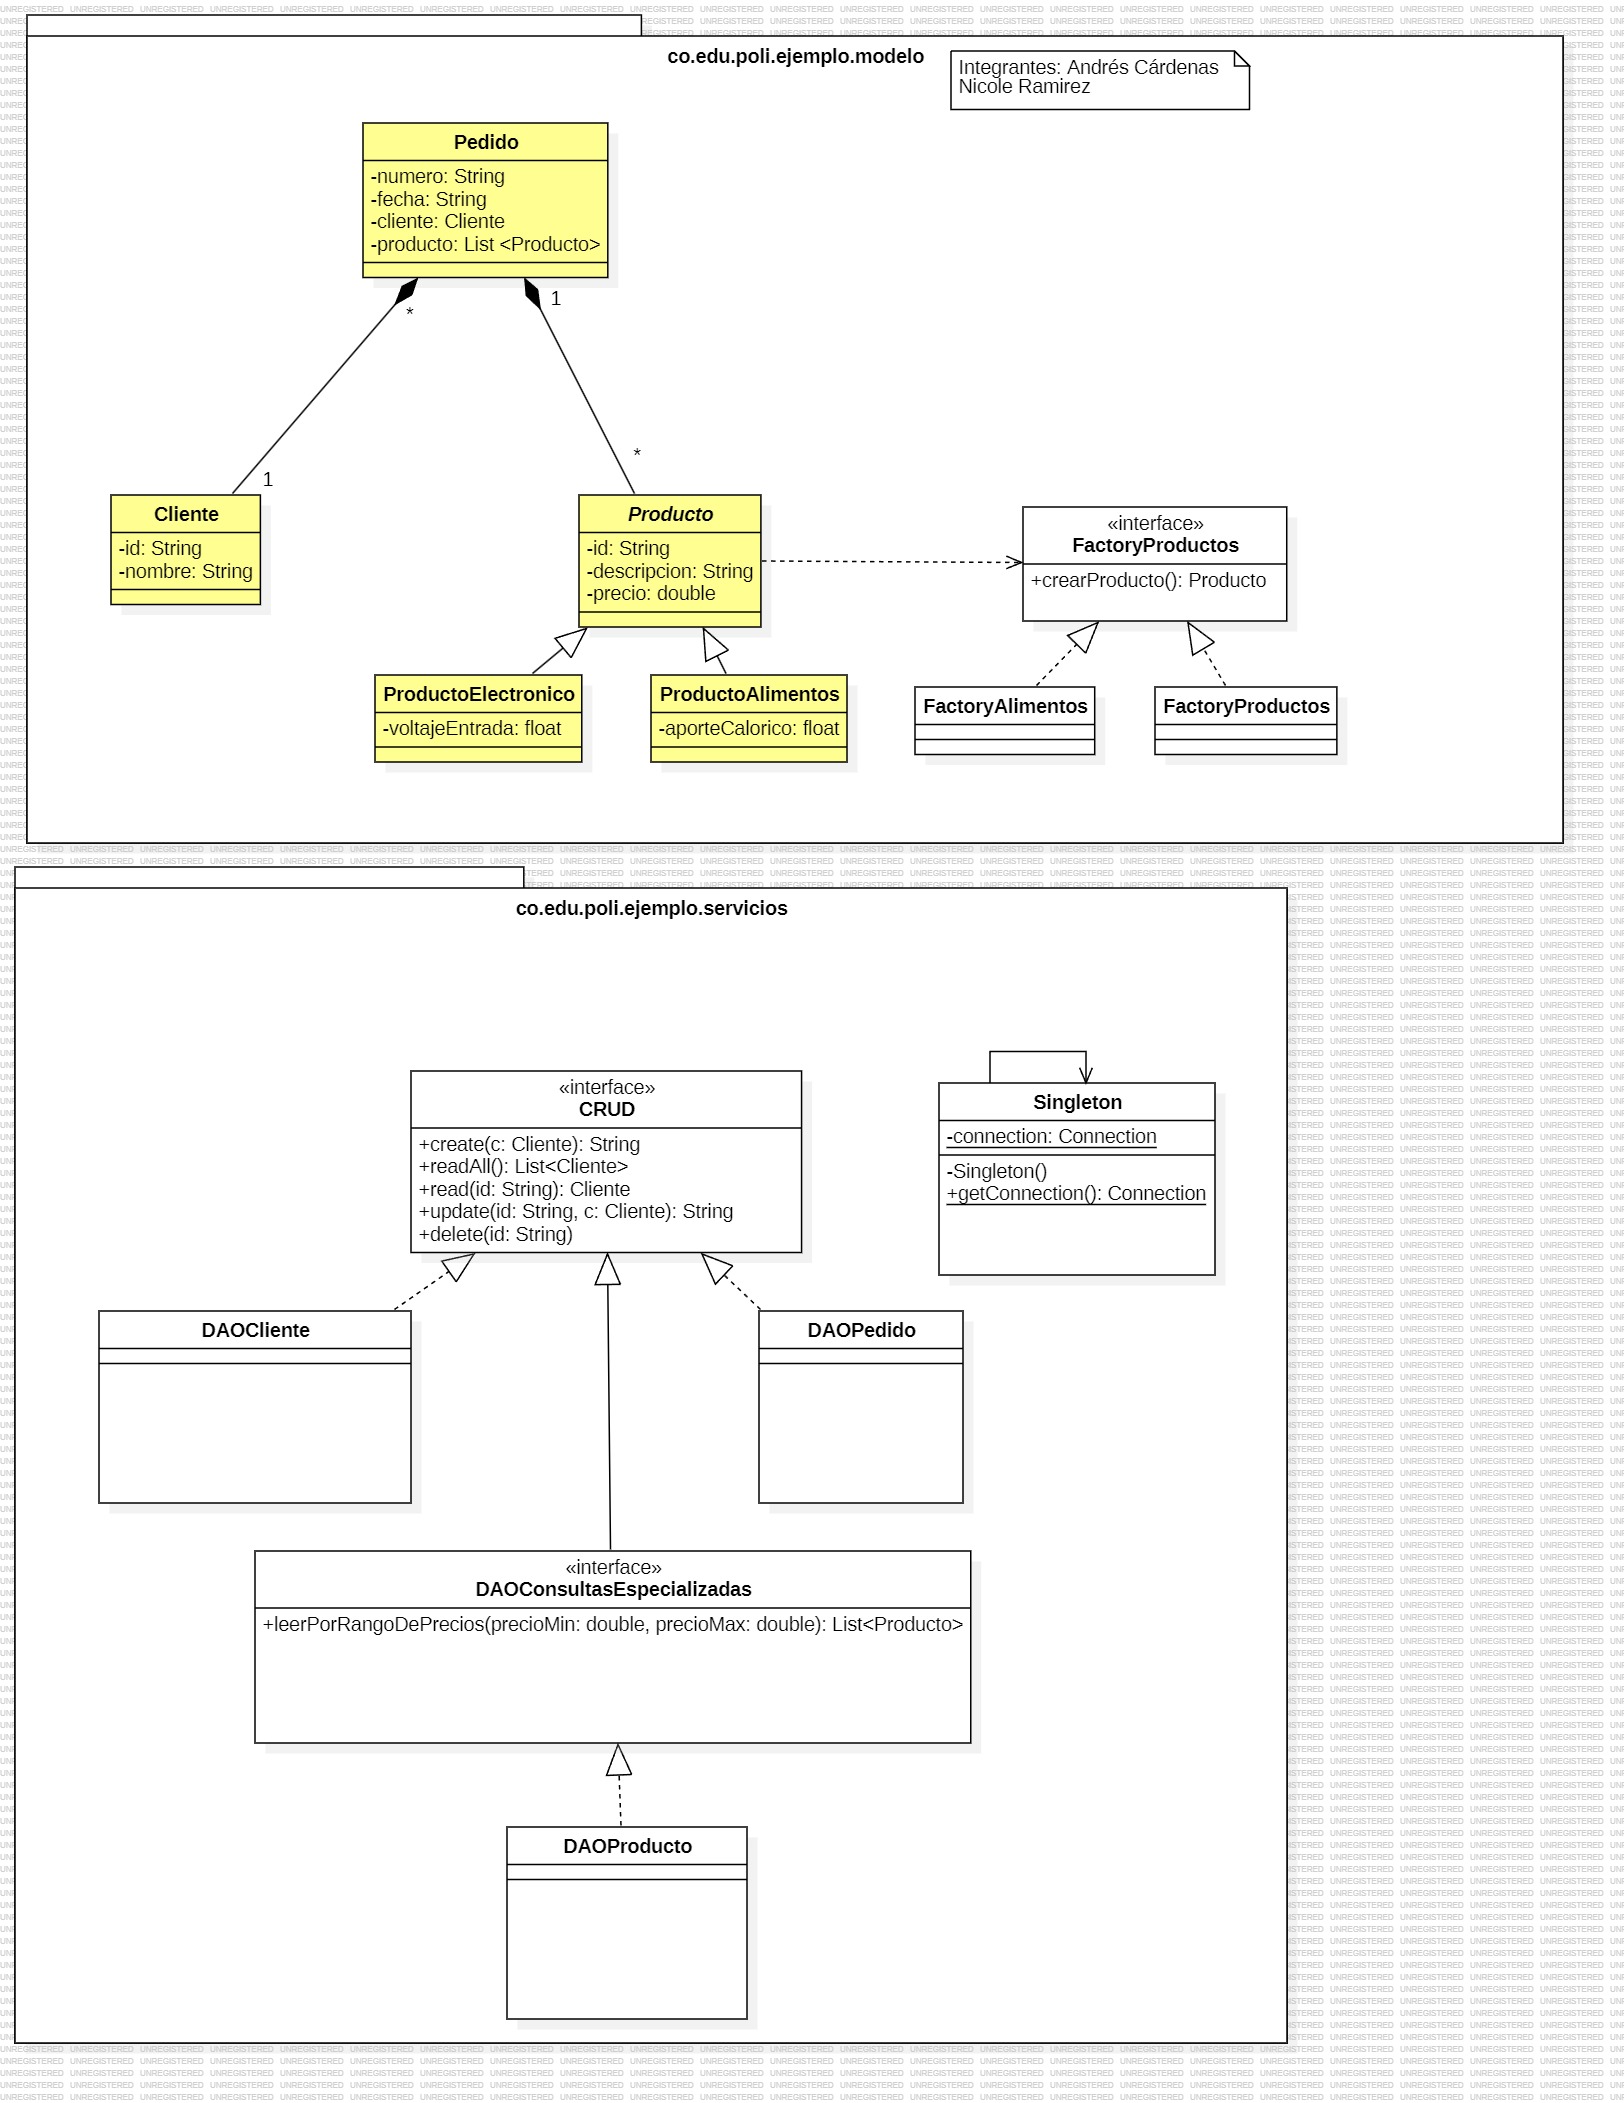 co.edu.poli.ejemplo.modelo
Integrantes: Andrés Cárdenas
Nicole Ramirez
Pedido
-numero: String
-fecha: String
-cliente: Cliente
-producto: List <Producto>
*
1
1
*
Cliente
-id: String
-nombre: String
Producto
-id: String
-descripcion: String
-precio: double
«interface»
FactoryProductos
+crearProducto(): Producto
ProductoElectronico
-voltajeEntrada: float
ProductoAlimentos
-aporteCalorico: float
FactoryAlimentos
FactoryProductos
co.edu.poli.ejemplo.servicios
«interface»
CRUD
+create(c: Cliente): String
+readAll(): List<Cliente>
+read(id: String): Cliente
+update(id: String, c: Cliente): String
+delete(id: String)
Singleton
-connection: Connection
-Singleton()
+getConnection(): Connection
DAOCliente
DAOPedido
«interface»
DAOConsultasEspecializadas
+leerPorRangoDePrecios(precioMin: double, precioMax: double): List<Producto>
DAOProducto
UNREGISTERED